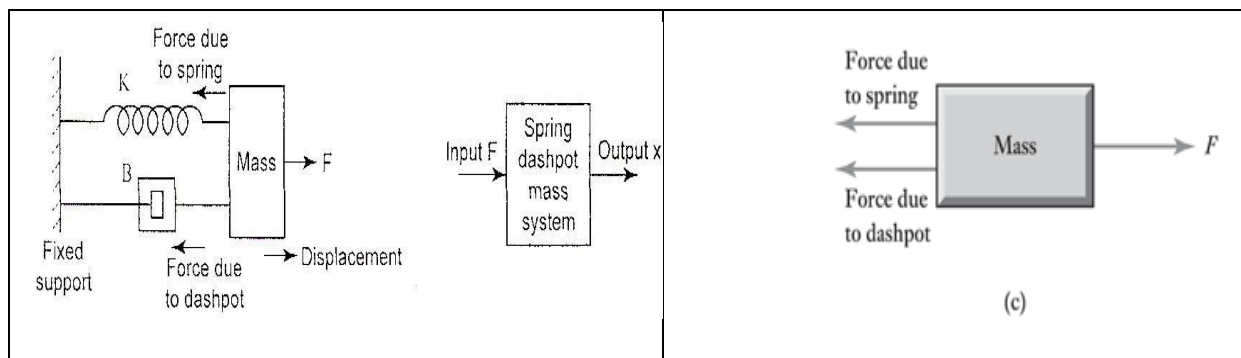 Force due
to spring
K
Mass
F
B
Fixed
support
Force due
to dashpot
Displacement
Input F
Spring
dashpot
mass
system
Output x
Force due
to spring
Mass
F
Force due
to dashpot
(c)